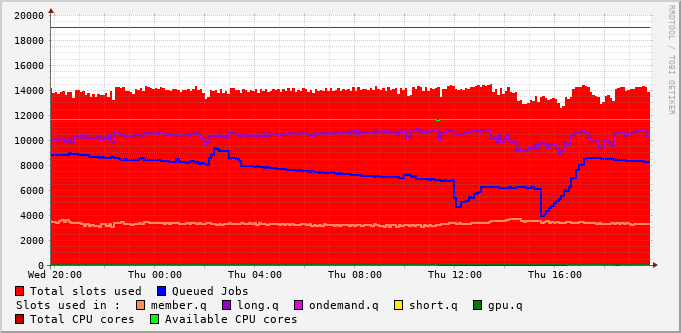 20000
18000
16000
14000
12000
10000
8000
6000
4000
2000
0
Wed 20:00 Thu 00:00 Thu 04:00 Thu 08:00 Thu 12:00 Thu 16:00
Total slots used Queued Jobs
Slots used in : member.q long.q ondemand.q short.q gpu.q
Total CPU cores Available CPU cores
RRDTOOL / TOBI OETIKER